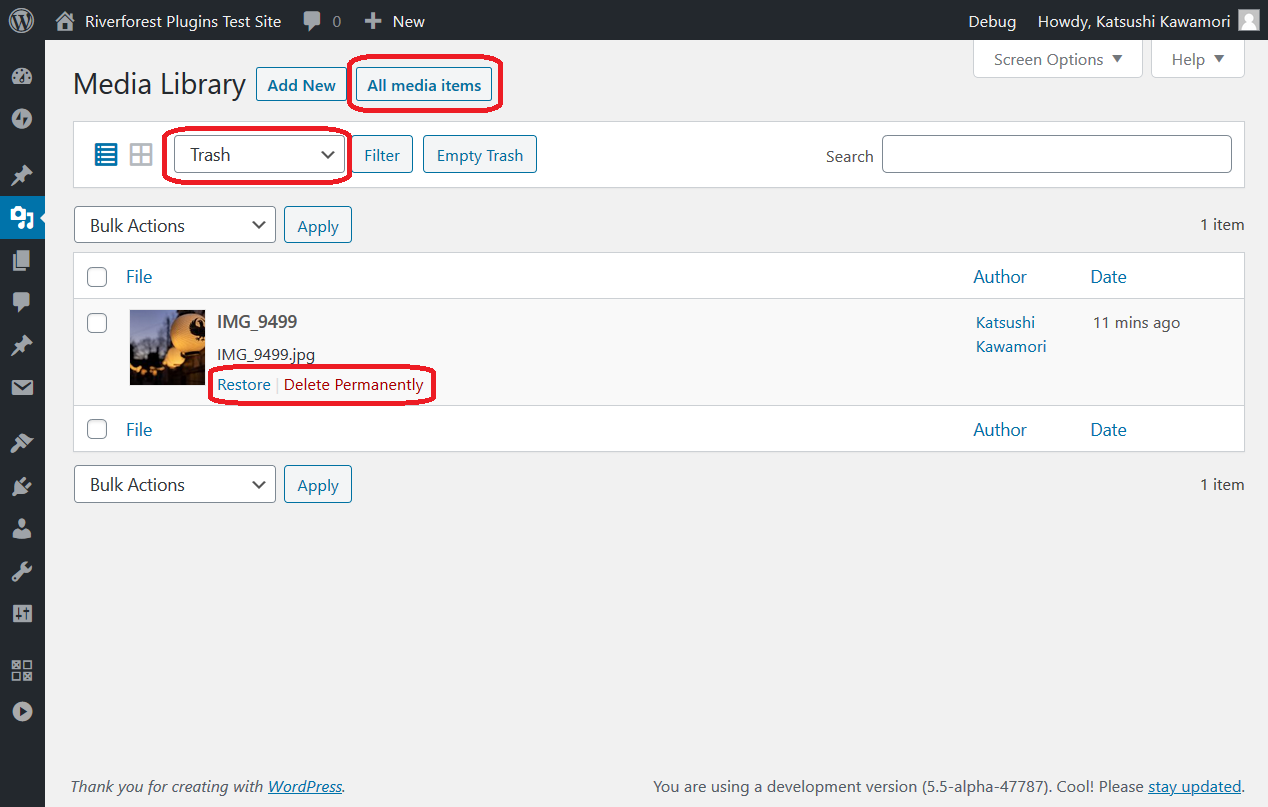 Riverforest Plugins Test Site 0 New Debug Howdy, Katsushi Kawamori
Screen Options Help
Media Library Add New All media items
Trash Filter Empty Trash Search
Bulk Actions Apply 1 item
File Author Date
IMG_9499 Katsushi 11 mins ago
Kawamori
IMG_9499.jpg
Restore | Delete Permanently
File Author Date
Bulk Actions Apply 1 item
Thank you for creating with WordPress. You are using a development version (5.5-alpha-47787). Cool! Please stay updated.